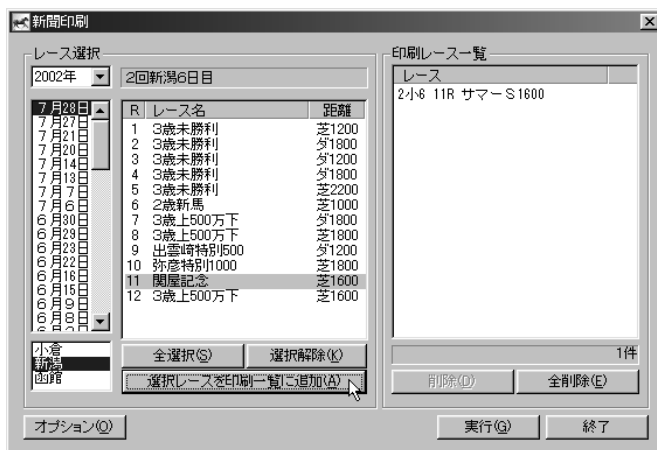 新聞印刷
レース選択
2002年
2回新潟6日目
7月28日
7月27日
7月21日
7月20日
7月14日
7月13日
7月7日
7月6日
6月30日
6月29日
6月23日
6月22日
6月16日
6月15日
6月9日
6月8日
小倉
新潟
函館
R レース名 距離
1 3歳未勝利 芝1200
2 3歳未勝利 ダ1800
3 3歳未勝利 ダ1200
4 3歳未勝利 ダ1800
5 3歳未勝利 芝2200
6 2歳新馬 芝1000
7 3歳上500万下 ダ1800
8 3歳上500万下 芝1800
9 出雲崎特別500 ダ1200
10 弥彦特別1000 芝1800
11 関屋記念 芝1600
12 3歳上500万下 芝1600
全選択(S) 選択解除(K)
選択レースを印刷一覧に追加(A)
印刷レース一覧
レース
2小6 11R サマーS1600
1件
削除(D) 全削除(E)
オプション(O) 実行(G) 終了